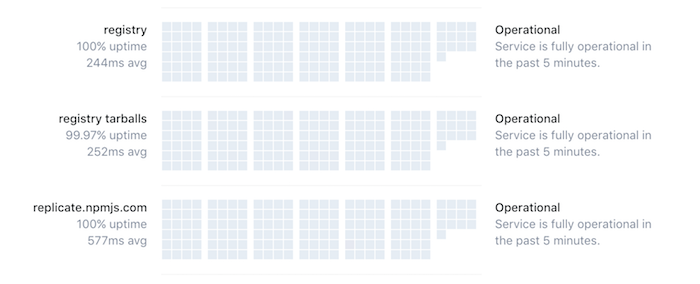 registry
100% uptime
244ms avg
Operational
Service is fully operational in
the past 5 minutes.
registry tarballs
99.97% uptime
252ms avg
Operational
Service is fully operational in
the past 5 minutes.
replicate.npmjs.com
100% uptime
577ms avg
Operational
Service is fully operational in
the past 5 minutes.